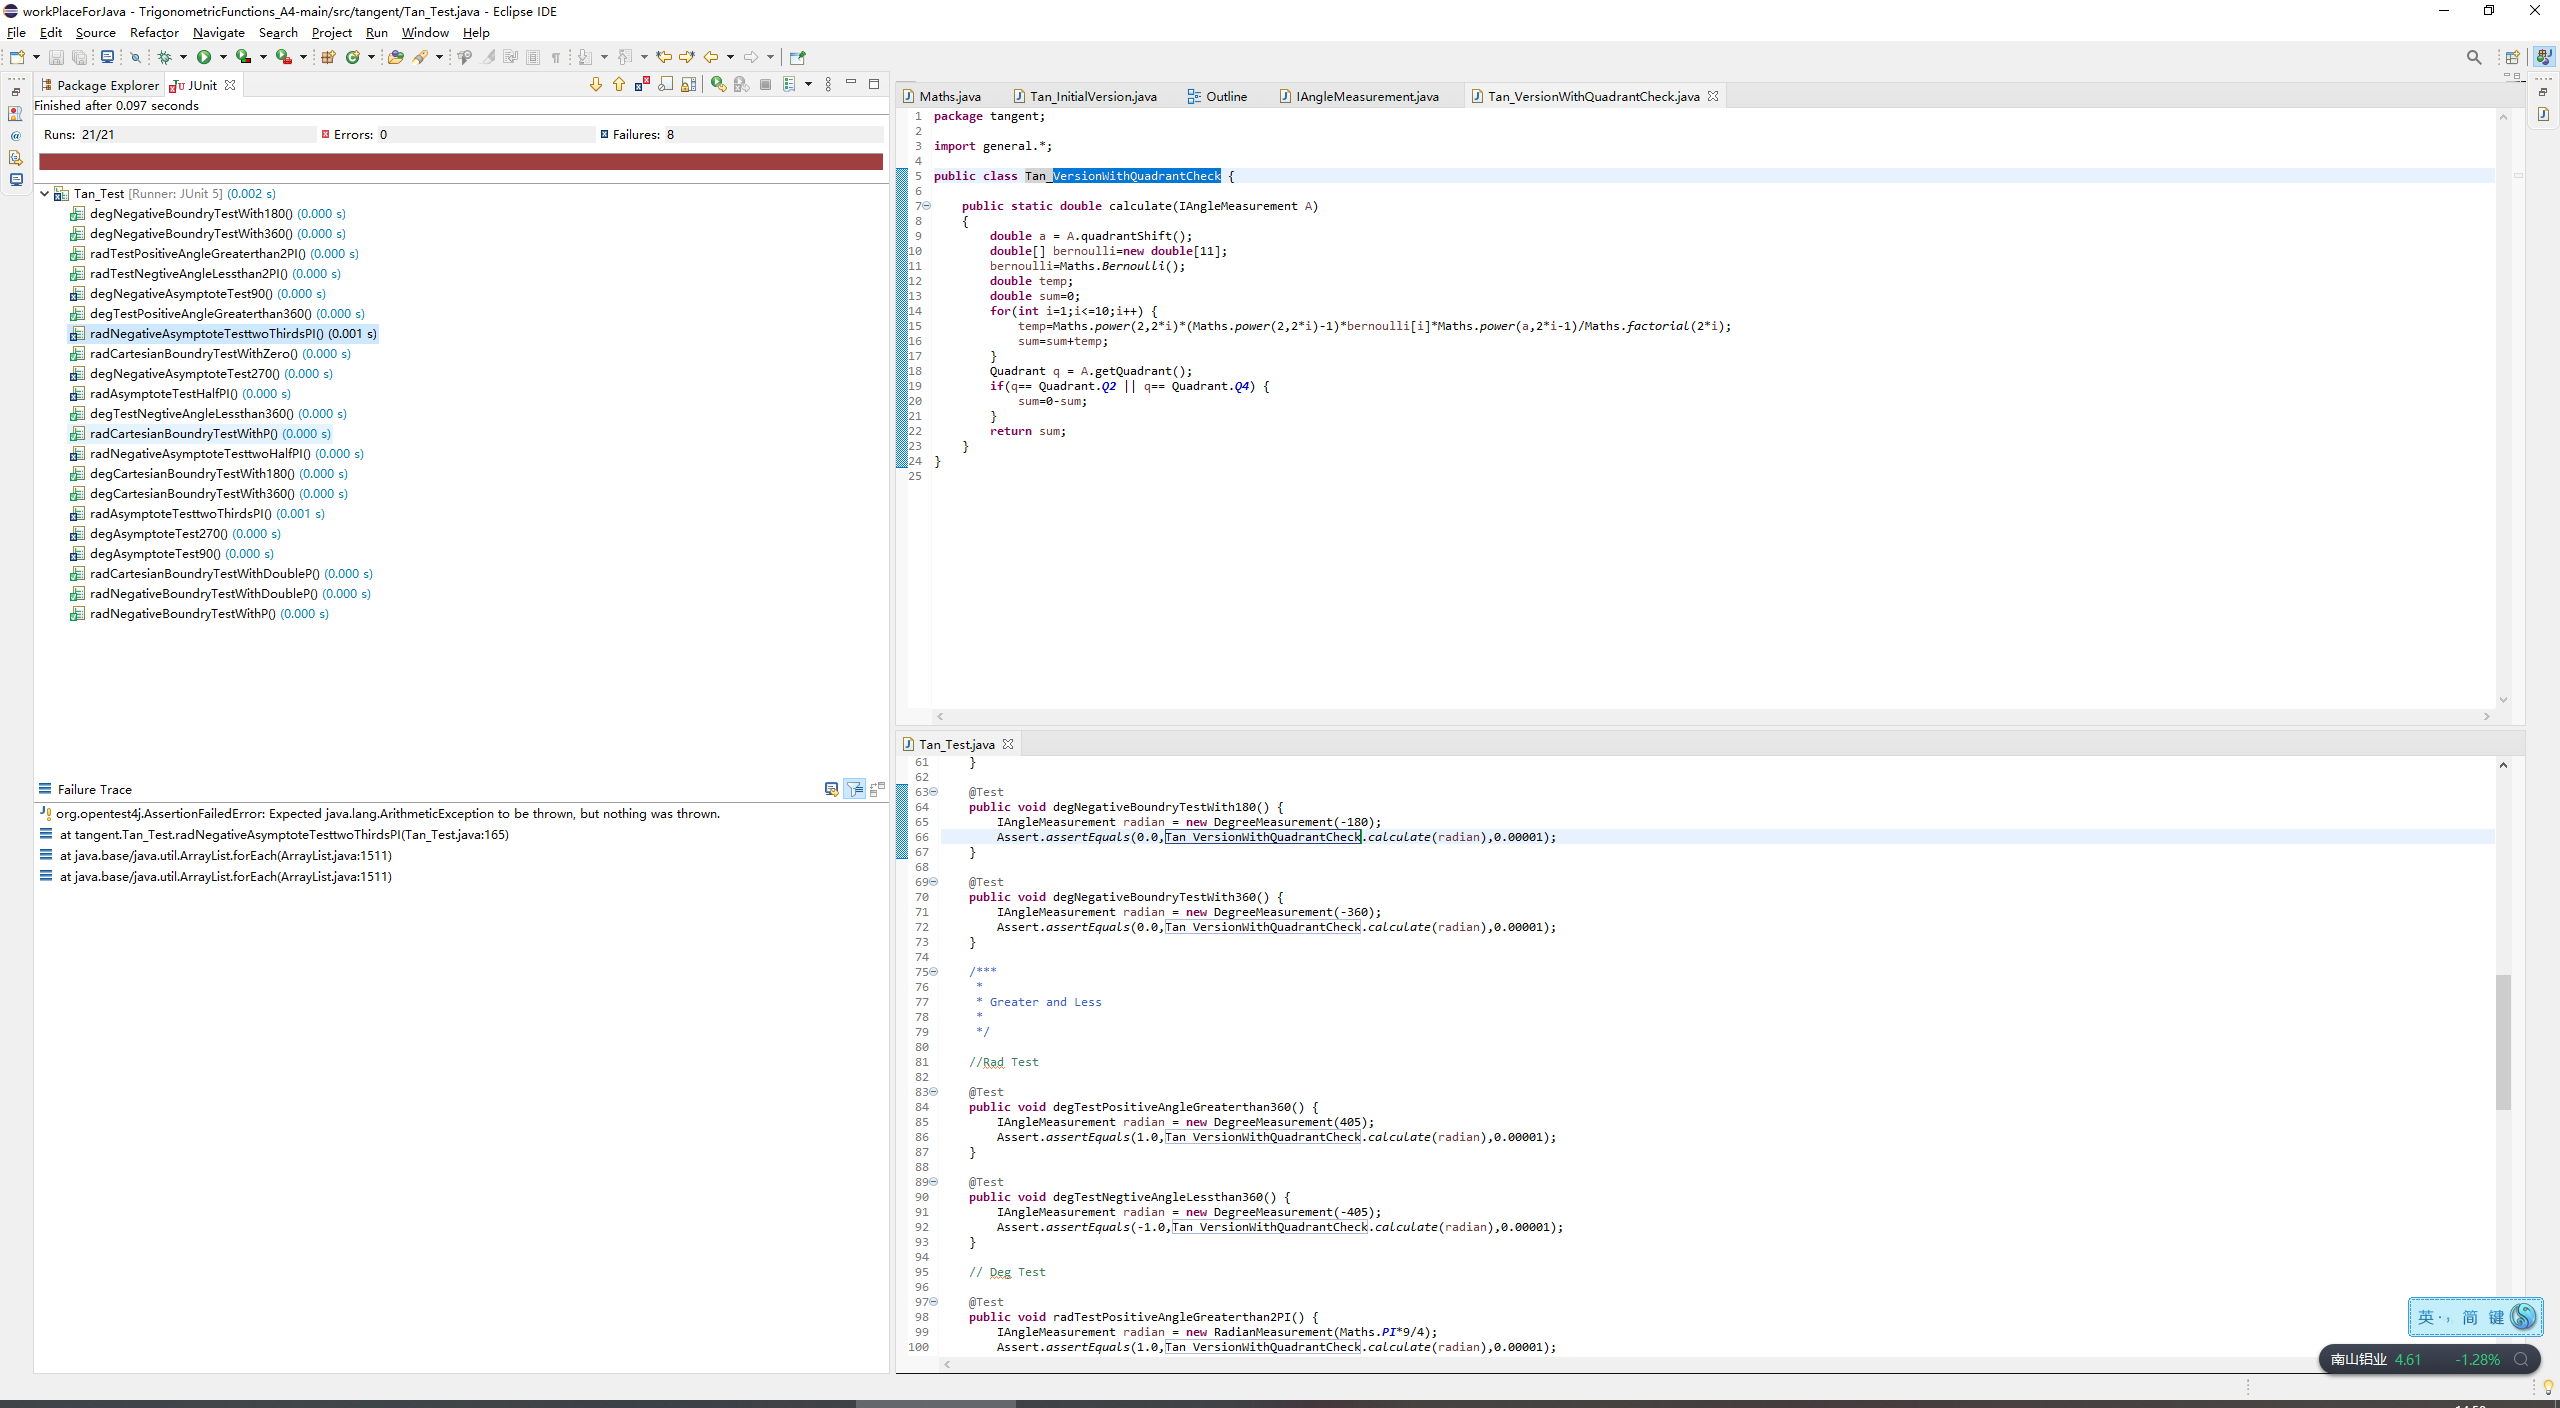 workPlaceForJava - TrigonometricFunctions_A4-main/src/tangent/Tan_Test.java - Eclipse IDE
File Edit Source Refactor Navigate Search Project Run Window Help
Package Explorer JUnit
Finished after 0.097 seconds
Runs: 21/21 Errors: 0 Failures: 8
Tan_Test [Runner: JUnit 5] (0.002 s)
degNegativeBoundryTestWith180() (0.000 s)
degNegativeBoundryTestWith360() (0.000 s)
radTestPositiveAngleGreaterthan2PI() (0.000 s)
radTestNegtiveAngleLessthan2PI() (0.000 s)
degNegativeAsymptoteTest90() (0.000 s)
degTestPositiveAngleGreaterthan360() (0.000 s)
radNegativeAsymptoteTesttwoThirdsPI() (0.001 s)
radCartesianBoundryTestWithZero() (0.000 s)
degNegativeAsymptoteTest270() (0.000 s)
radAsymptoteTestHalfPI() (0.000 s)
degTestNegtiveAngleLessthan360() (0.000 s)
radCartesianBoundryTestWithP() (0.000 s)
radNegativeAsymptoteTesttwoHalfPI() (0.000 s)
degCartesianBoundryTestWith180() (0.000 s)
degCartesianBoundryTestWith360() (0.000 s)
radAsymptoteTesttwoThirdsPI() (0.001 s)
degAsymptoteTest270() (0.000 s)
degAsymptoteTest90() (0.000 s)
radCartesianBoundryTestWithDoubleP() (0.000 s)
radNegativeBoundryTestWithDoubleP() (0.000 s)
radNegativeBoundryTestWithP() (0.000 s)
Failure Trace
org.opentest4j.AssertionFailedError: Expected java.lang.ArithmeticException to be thrown, but nothing was thrown.
at tangent.Tan_Test.radNegativeAsymptoteTesttwoThirdsPI(Tan_Test.java:165)
at java.base/java.util.ArrayList.forEach(ArrayList.java:1511)
at java.base/java.util.ArrayList.forEach(ArrayList.java:1511)
Maths.java Tan_InitialVersion.java Outline IAngleMeasurement.java Tan_VersionWithQuadrantCheck.java
1 package tangent;
2
3 import general.*;
4
5 public class Tan_VersionWithQuadrantCheck {
6
7 public static double calculate(IAngleMeasurement A)
8 {
9 double a = A.quadrantShift();
10 double[] bernoulli=new double[11];
11 bernoulli=Maths.Bernoulli();
12 double temp;
13 double sum=0;
14 for(int i=1;i<=10;i++) {
15 temp=Maths.power(2,2*i)*(Maths.power(2,2*i)-1)*bernoulli[i]*Maths.power(a,2*i-1)/Maths.factorial(2*i);
16 sum=sum+temp;
17 }
18 Quadrant q = A.getQuadrant();
19 if(q== Quadrant.Q2 || q== Quadrant.Q4) {
20 sum=0-sum;
21 }
22 return sum;
23 }
24 }
25
Tan_Test.java
61 }
62
63 @Test
64 public void degNegativeBoundryTestWith180() {
65 IAngleMeasurement radian = new DegreeMeasurement(-180);
66 Assert.assertEquals(0.0,Tan_VersionWithQuadrantCheck.calculate(radian),0.00001);
67 }
68
69 @Test
70 public void degNegativeBoundryTestWith360() {
71 IAngleMeasurement radian = new DegreeMeasurement(-360);
72 Assert.assertEquals(0.0,Tan_VersionWithQuadrantCheck.calculate(radian),0.00001);
73 }
74
75 /***
76 *
77 * Greater and Less
78 *
79 */
80
81 //Rad Test
82
83 @Test
84 public void degTestPositiveAngleGreaterthan360() {
85 IAngleMeasurement radian = new DegreeMeasurement(405);
86 Assert.assertEquals(1.0,Tan_VersionWithQuadrantCheck.calculate(radian),0.00001);
87 }
88
89 @Test
90 public void degTestNegtiveAngleLessthan360() {
91 IAngleMeasurement radian = new DegreeMeasurement(-405);
92 Assert.assertEquals(-1.0,Tan_VersionWithQuadrantCheck.calculate(radian),0.00001);
93 }
94
95 // Deg Test
96
97 @Test
98 public void radTestPositiveAngleGreaterthan2PI() {
99 IAngleMeasurement radian = new RadianMeasurement(Maths.PI*9/4);
100 Assert.assertEquals(1.0,Tan_VersionWithQuadrantCheck.calculate(radian),0.00001);
英 ·, 简 键
南山铝业 4.61 -1.28%